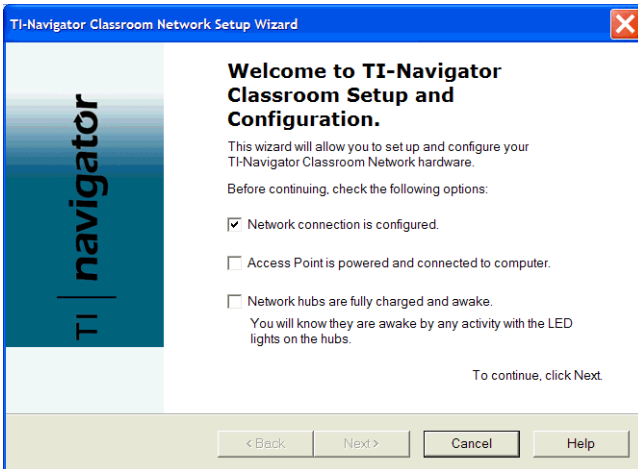 TI-Navigator Classroom Network Setup Wizard
TI | navigator
Welcome to TI-Navigator
Classroom Setup and
Configuration.
This wizard will allow you to set up and configure your
TI-Navigator Classroom Network hardware.
Before continuing, check the following options:
Network connection is configured.
Access Point is powered and connected to computer.
Network hubs are fully charged and awake.
You will know they are awake by any activity with the LED
lights on the hubs.
To continue, click Next.
< Back
Next >
Cancel
Help